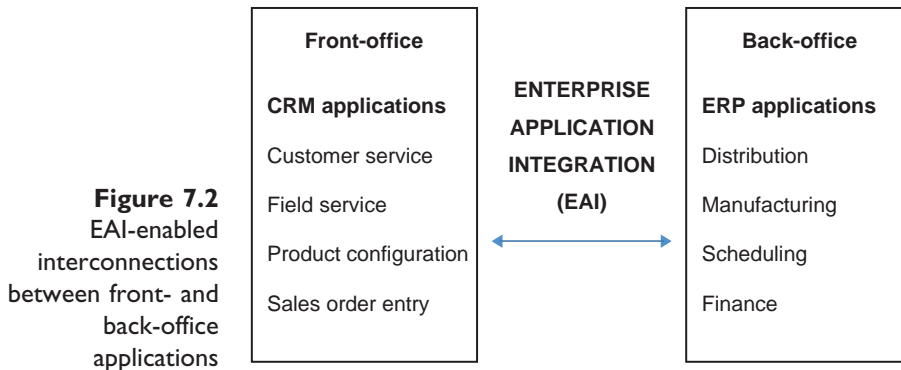 Front-office
CRM applications
Customer service
Field service
Product configuration
Sales order entry
ENTERPRISE
APPLICATION
INTEGRATION
(EAI)
Back-office
ERP applications
Distribution
Manufacturing
Scheduling
Finance
Figure 7.2
EAI-enabled
interconnections
between front- and
back-office
applications